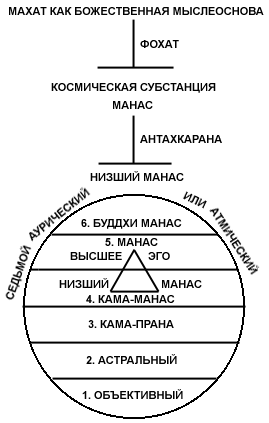 МАХАТ КАК БОЖЕСТВЕННАЯ МЫСЛЕОСНОВА
ФОХАТ
КОСМИЧЕСКАЯ СУБСТАНЦИЯ
МАНАС
АНТАХКАРАНА
НИЗШИЙ МАНАС
СЕДЬМОЙ АУРИЧЕСКИЙ
ИЛИ АТМИЧЕСКИЙ
6. БУДДХИ МАНАС
5. МАНАС
ВЫСШЕЕ ЭГО
НИЗШИЙ МАНАС
4. КАМА-МАНАС
3. КАМА-ПРАНА
2. АСТРАЛЬНЫЙ
1. ОБЪЕКТИВНЫЙ